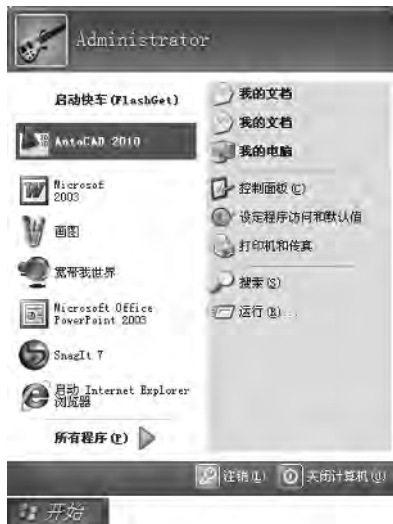 Administrator
启动快车(FlashGet)
AutoCAD 2010
Microsof
2003
画图
宽带我世界
Microsoft Office
PowerPoint 2003
SnagIt 7
启动 Internet Explorer
浏览器
所有程序(P)
我的文档
我的文档
我的电脑
控制面板(C)
设定程序访问和默认值
打印机和传真
搜索(S)
运行(R)...
注销(L)
关闭计算机(U)
开始